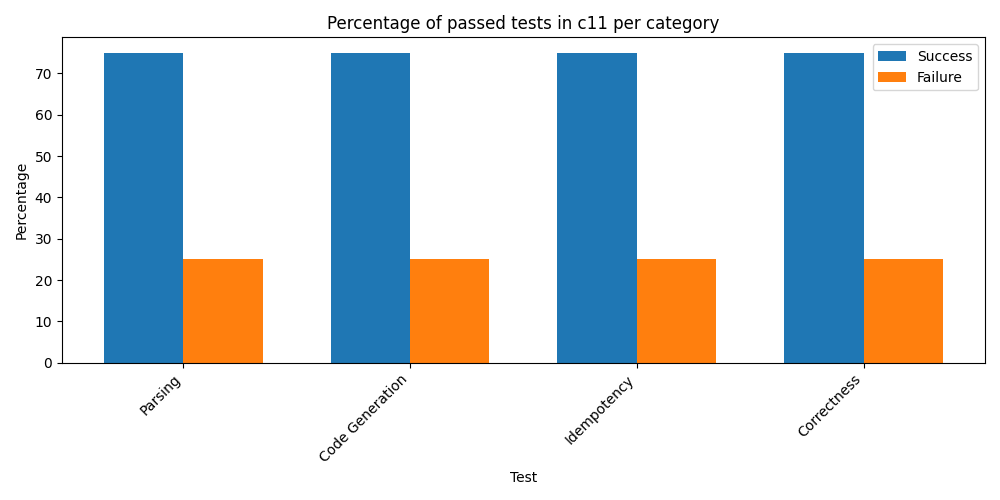 Percentage of passed tests in c11 per category
Success
Failure
Percentage
70
60
50
40
30
20
10
0
Parsing
Code Generation
Idempotency
Correctness
Test